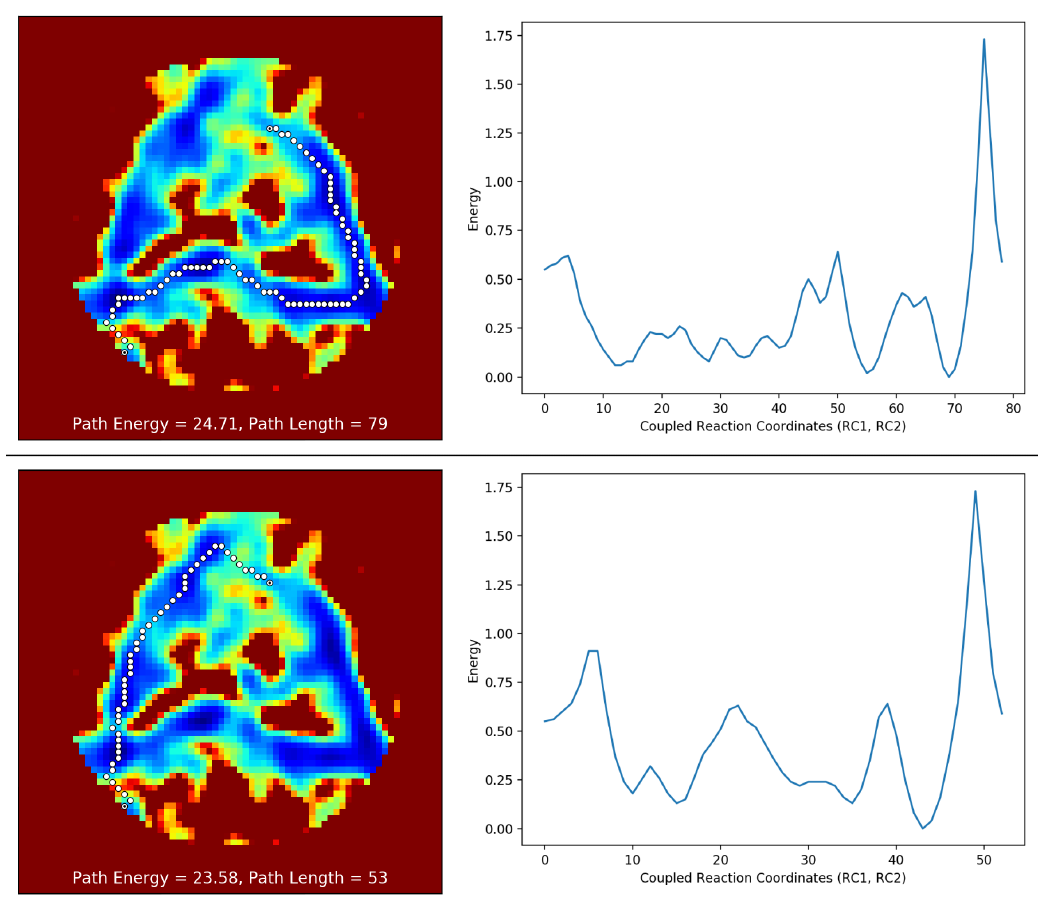 Path Energy = 24.71, Path Length = 79
1.75
1.50
1.25
1.00
0.75
0.50
0.25
0.00
Energy
0 10 20 30 40 50 60 70 80
Coupled Reaction Coordinates (RC1, RC2)
Path Energy = 23.58, Path Length = 53
1.75
1.50
1.25
1.00
0.75
0.50
0.25
0.00
Energy
0 10 20 30 40 50
Coupled Reaction Coordinates (RC1, RC2)